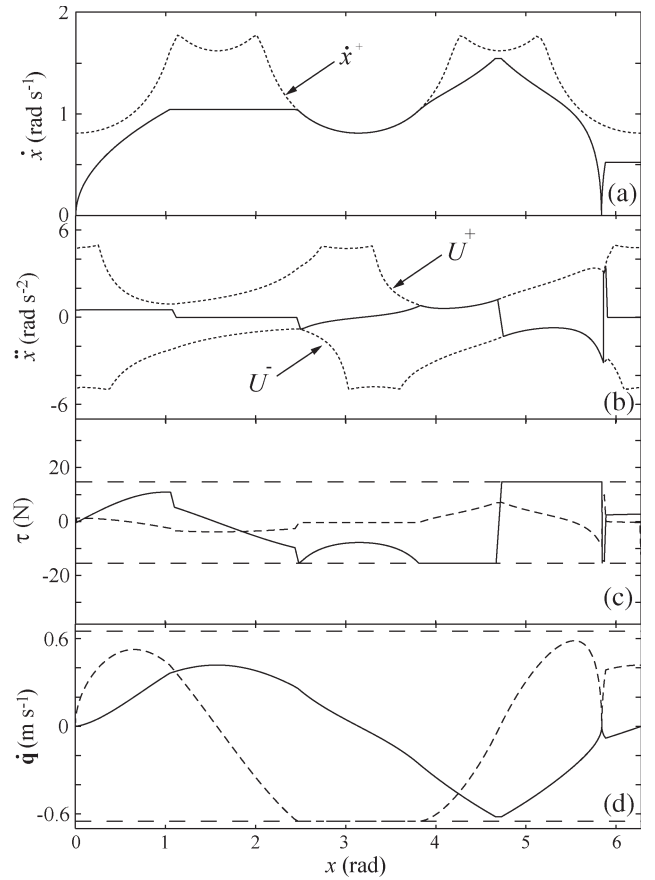 2
1
0
ẋ (rad s-1)
ẋ+
(a)
6
0
-6
ẍ (rad s-2)
U+
U-
(b)
20
0
-20
τ (N)
(c)
0.6
0
-0.6
q̇ (m s-1)
(d)
0 1 2 3 4 5 6
x (rad)